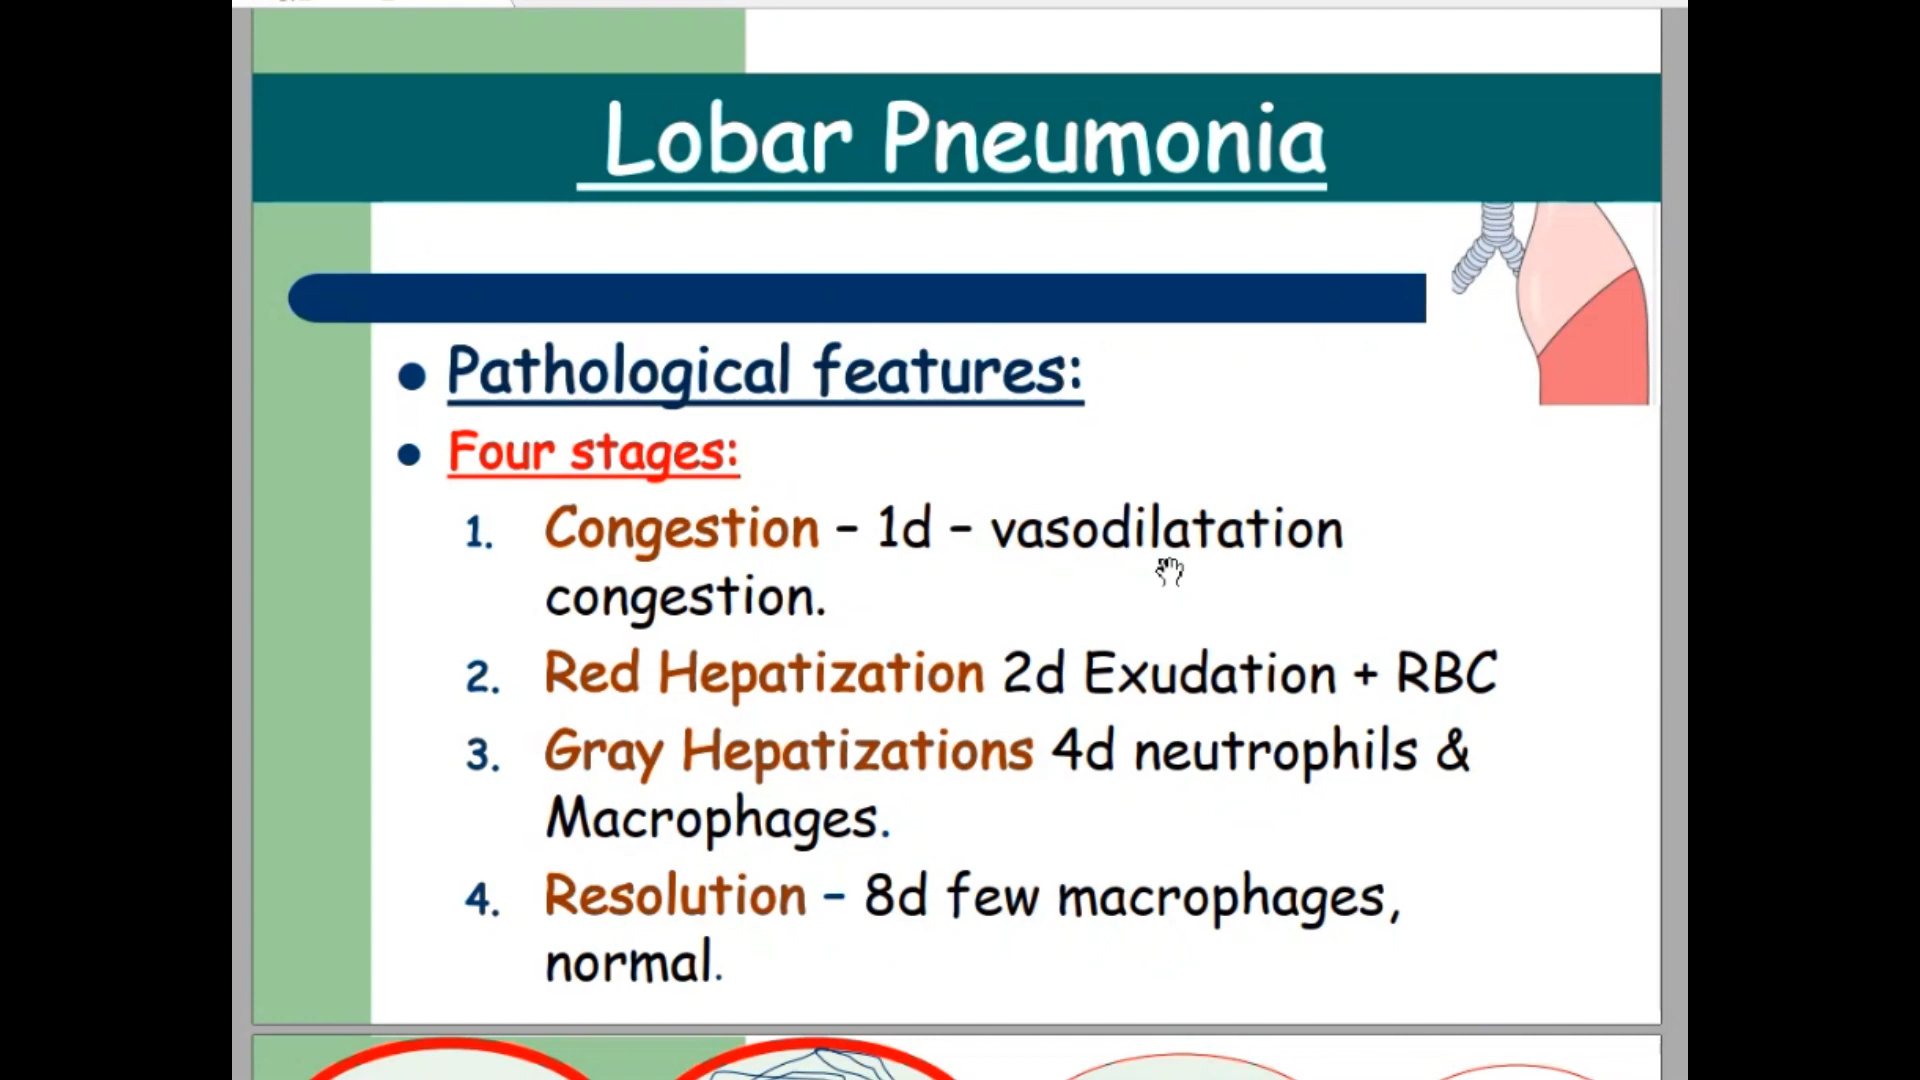 Lobar Pneumonia
• Pathological features:
• Four stages:
1. Congestion – 1d – vasodilatation
congestion.
2. Red Hepatization 2d Exudation + RBC
3. Gray Hepatizations 4d neutrophils &
Macrophages.
4. Resolution – 8d few macrophages,
normal.